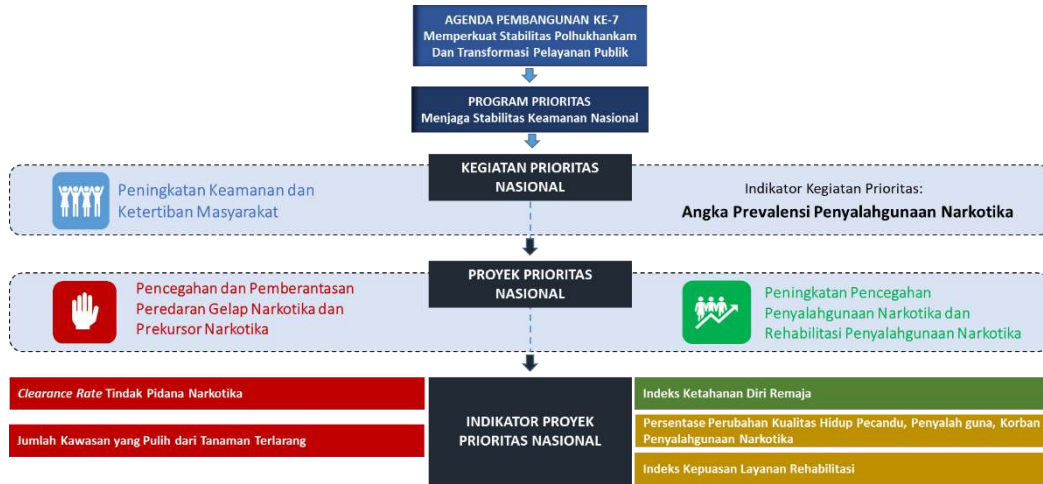 AGENDA PEMBANGUNAN KE-7
Memperkuat Stabilitas Polhukhankam
Dan Transformasi Pelayanan Publik
PROGRAM PRIORITAS
Menjaga Stabilitas Keamanan Nasional
KEGIATAN PRIORITAS
NASIONAL
Peningkatan Keamanan dan
Ketertiban Masyarakat
Indikator Kegiatan Prioritas:
Angka Prevalensi Penyalahgunaan Narkotika
PROYEK PRIORITAS
NASIONAL
Pencegahan dan Pemberantasan
Peredaran Gelap Narkotika dan
Prekursor Narkotika
Peningkatan Pencegahan
Penyalahgunaan Narkotika dan
Rehabilitasi Penyalahgunaan Narkotika
Clearance Rate Tindak Pidana Narkotika
Jumlah Kawasan yang Pulih dari Tanaman Terlarang
INDIKATOR PROYEK
PRIORITAS NASIONAL
Indeks Ketahanan Diri Remaja
Persentase Perubahan Kualitas Hidup Pecandu, Penyalah guna, Korban
Penyalahgunaan Narkotika
Indeks Kepuasan Layanan Rehabilitasi